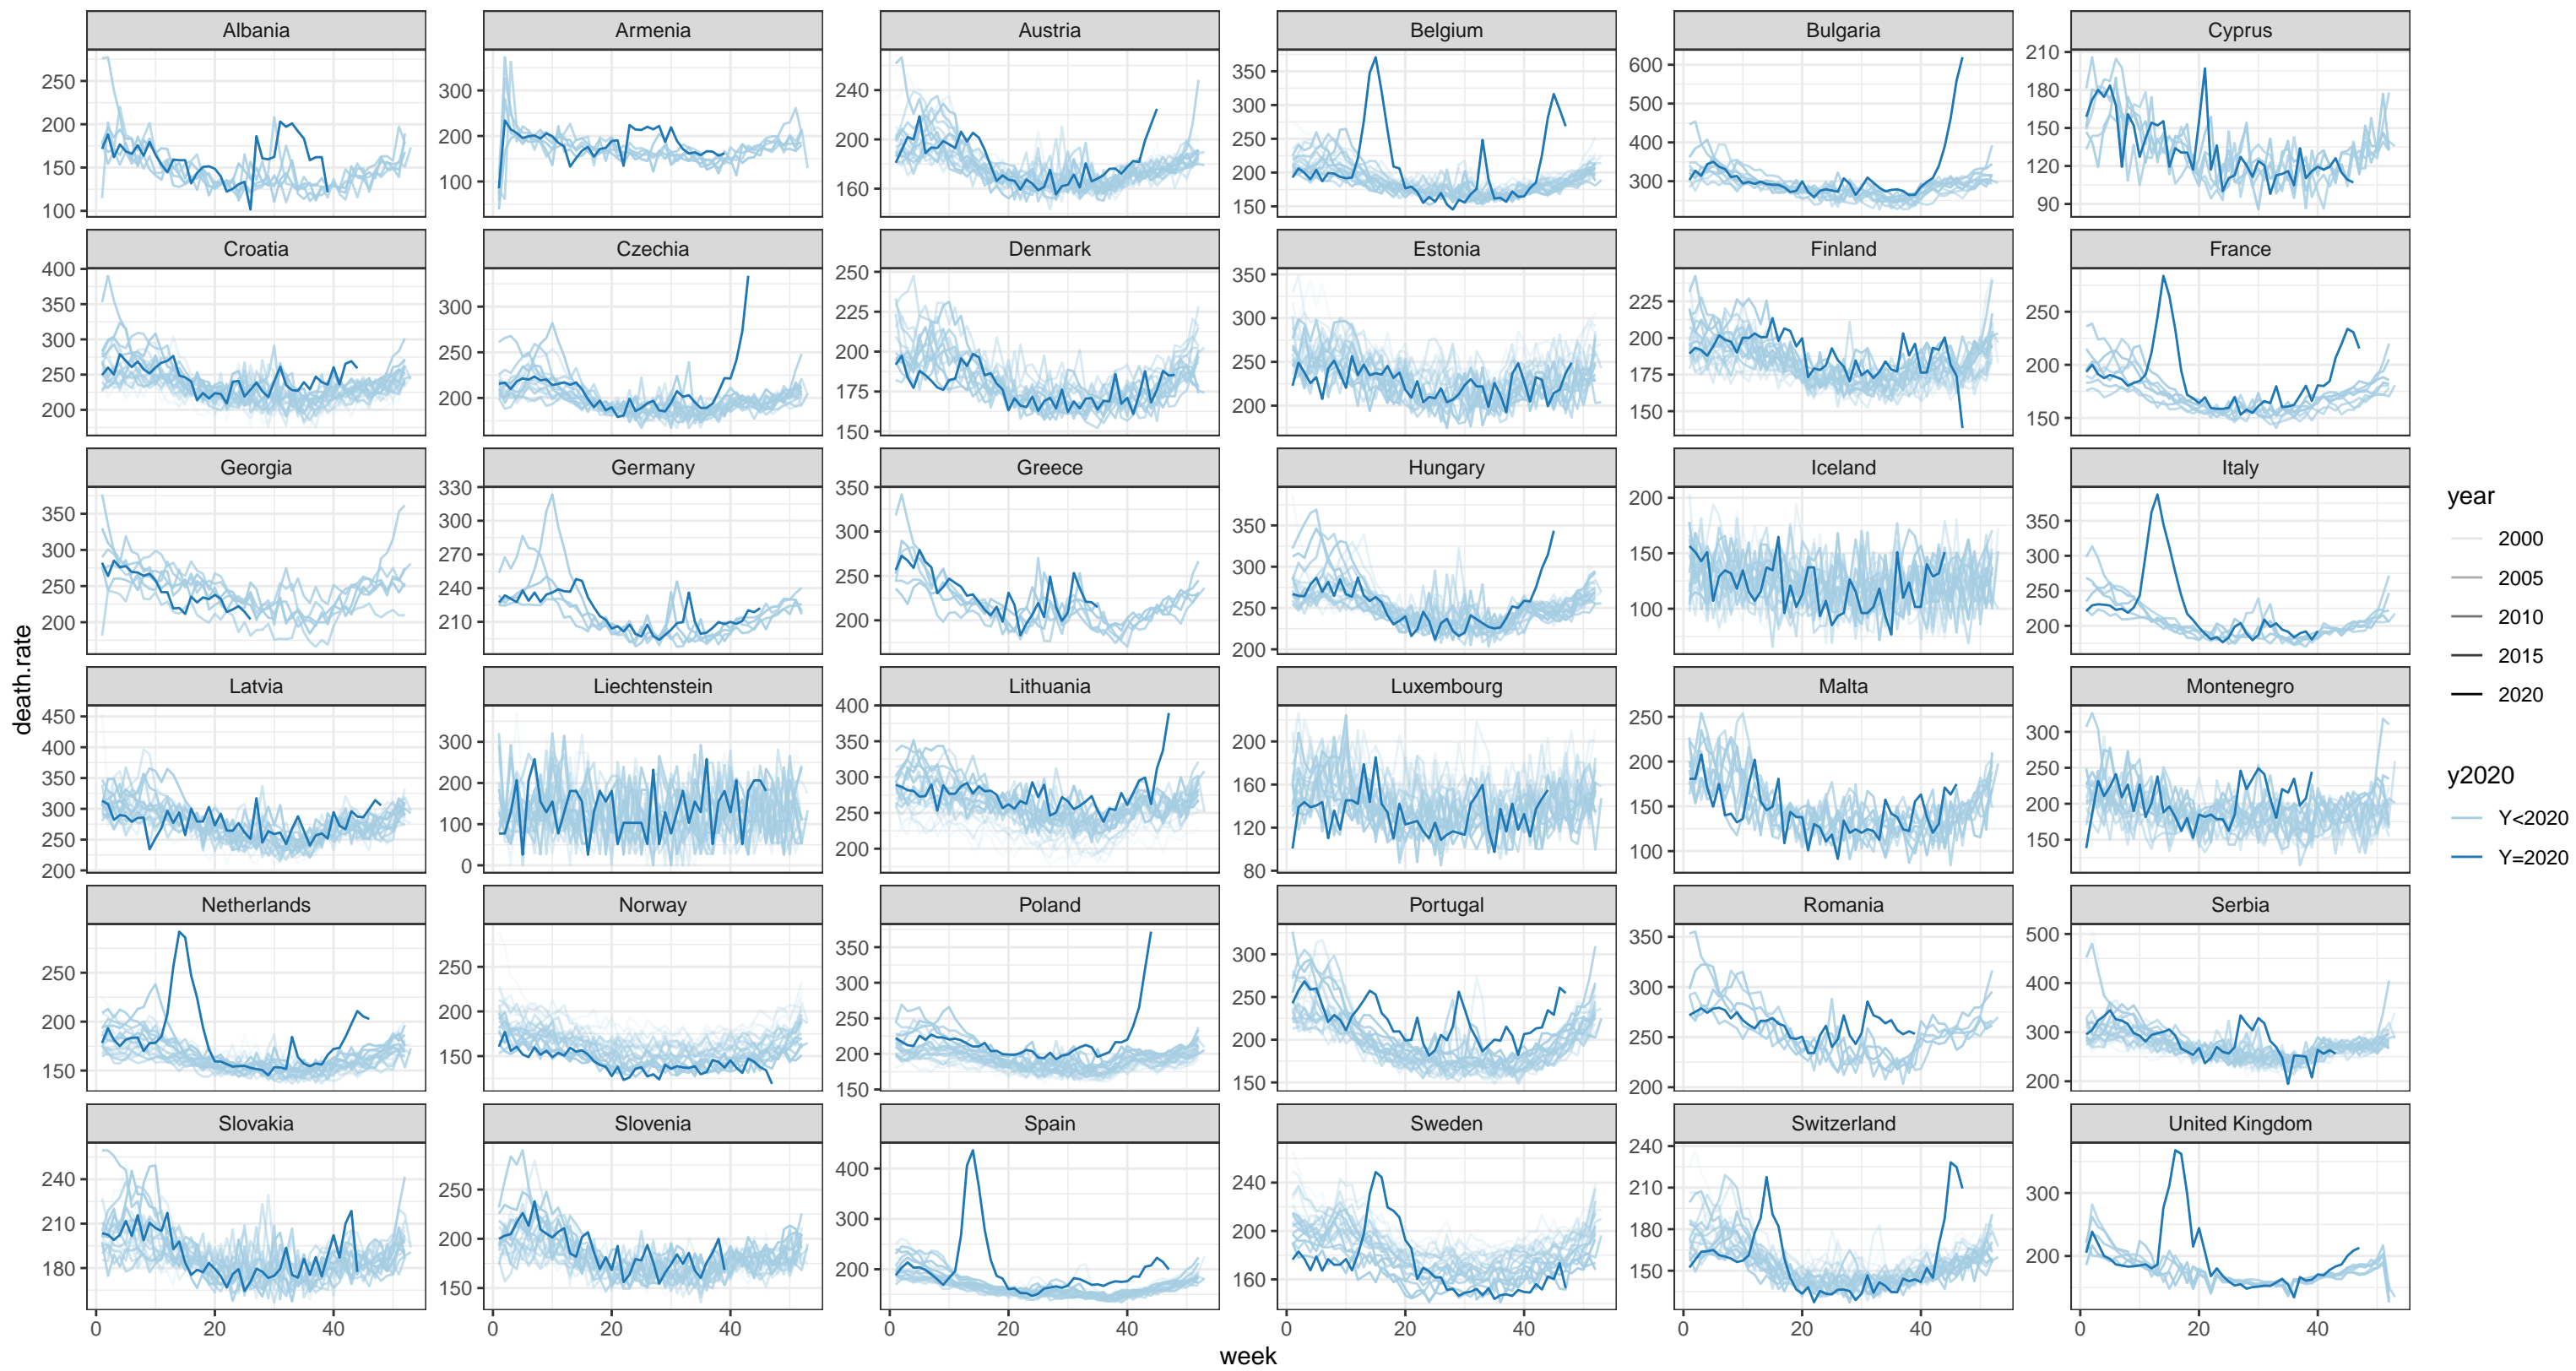 Albania Armenia Austria Belgium Bulgaria Cyprus
250 200 150 100
300 200 100
240 200 160
350 300 250 200 150
600 500 400 300
210 180 150 120 90
Croatia Czechia Denmark Estonia Finland France
400 350 300 250 200
300 250 200
250 225 200 175 150
350 300 250 200
225 200 175 150
250 200 150
Georgia Germany Greece Hungary Iceland Italy
350 300 250 200
330 300 270 240 210
350 300 250 200
350 300 250 200
200 150 100
350 300 250 200
Latvia Liechtenstein Lithuania Luxembourg Malta Montenegro
450 400 350 300 250 200
300 200 100 0
400 350 300 250 200
200 160 120 80
250 200 150 100
300 250 200 150
Netherlands Norway Poland Portugal Romania Serbia
250 200 150
250 200 150
350 300 250 200 150
300 250 200 150
350 300 250 200
500 400 300 200
Slovakia Slovenia Spain Sweden Switzerland United Kingdom
240 210 180
250 200 150
400 300 200
240 200 160
240 210 180 150
300 200
0 20 40 0 20 40 0 20 40 0 20 40 0 20 40 0 20 40
week
death.rate
year
2000
2005
2010
2015
2020
y2020
Y<2020
Y=2020